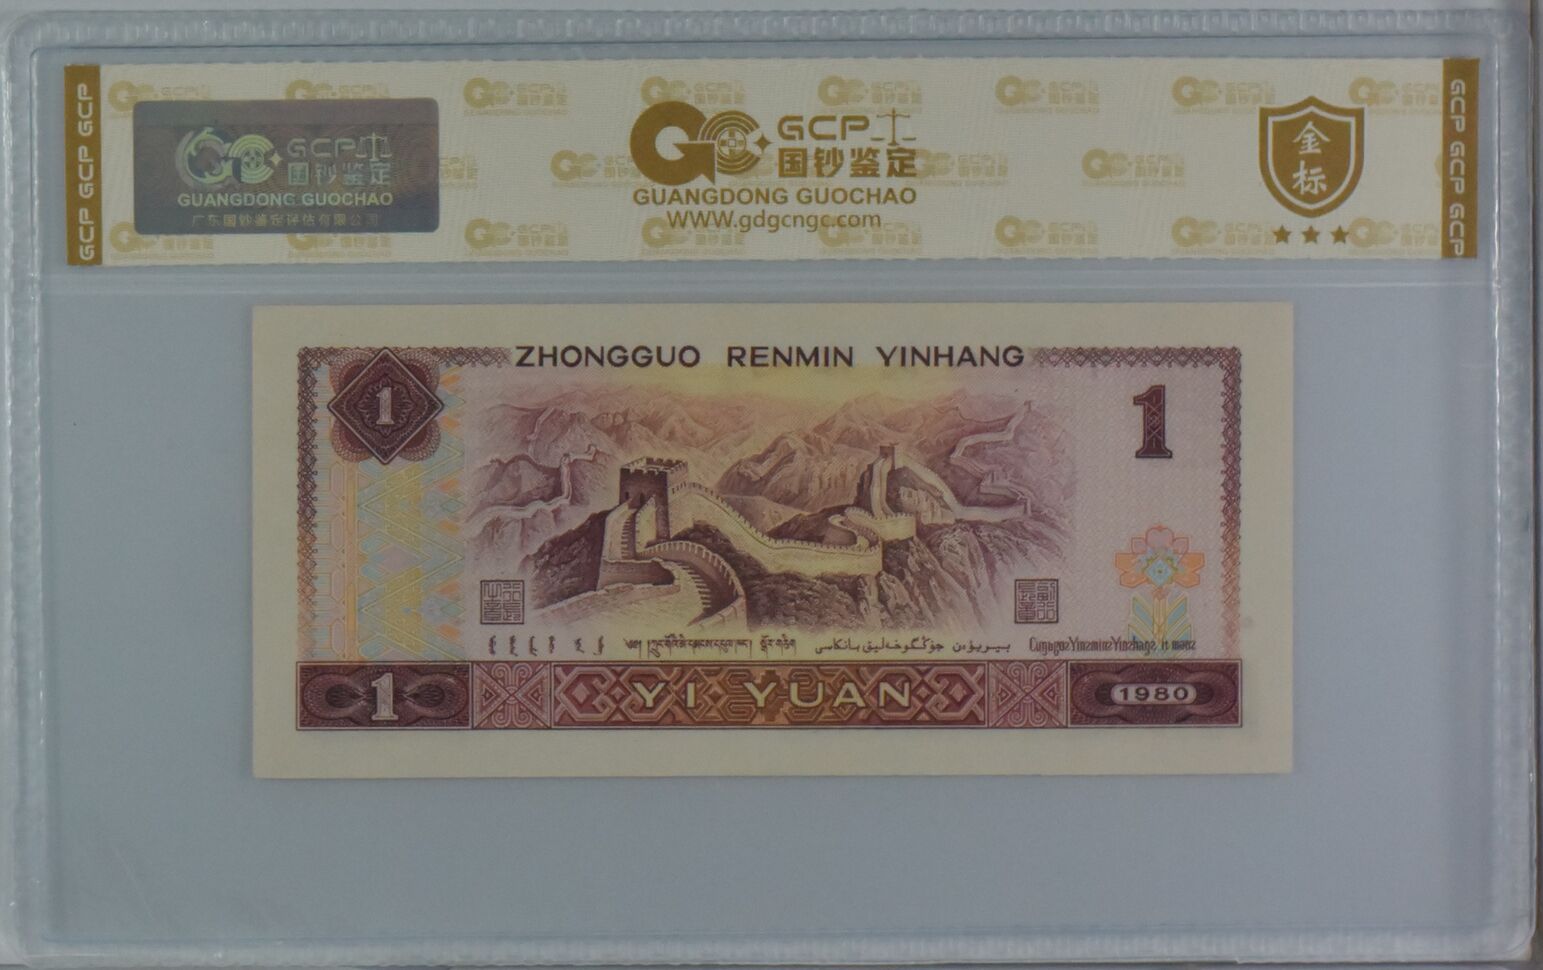 GCP GCP GCP
GCP
国钞鉴定
GUANGDONG GUOCHAO
广东国钞鉴定评估有限公司
GCP
国钞鉴定
GUANGDONG GUOCHAO
WWW.gdgcngc.com
金标
GCP GCP GCP
ZHONGGUO RENMIN YINHANG
1
1
1
YI YUAN
1980